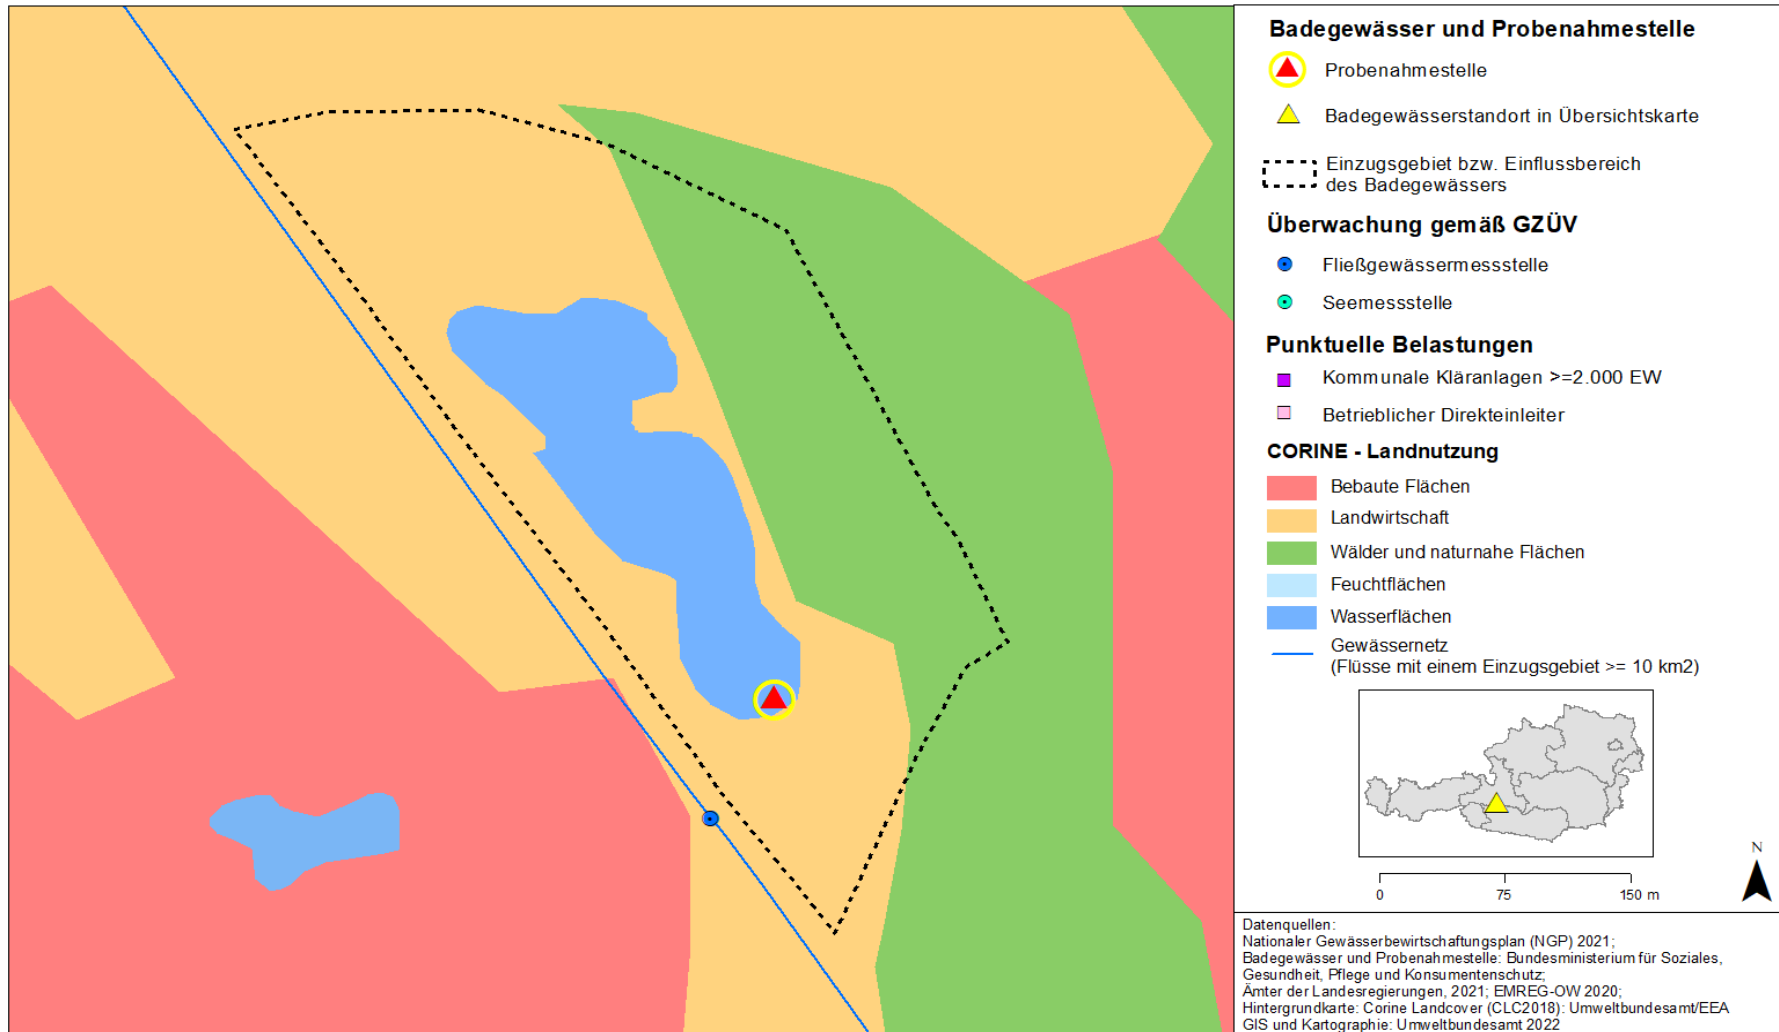 Badegewässer und Probenahmestelle
Probenahmestelle
Badegewässerstandort in Übersichtskarte
Einzugsgebiet bzw. Einflussbereich
des Badegewässers
Überwachung gemäß GZÜV
Fließgewässermessstelle
Seemessstelle
Punktuelle Belastungen
Kommunale Kläranlagen >=2.000 EW
Betrieblicher Direkteinleiter
CORINE - Landnutzung
Bebaute Flächen
Landwirtschaft
Wälder und naturnahe Flächen
Feuchtflächen
Wasserflächen
Gewässernetz
(Flüsse mit einem Einzugsgebiet >= 10 km2)
N
0 75 150 m
Datenquellen:
Nationaler Gewässerbewirtschaftungsplan (NGP) 2021;
Badegewässer und Probenahmestelle: Bundesministerium für Soziales,
Gesundheit, Pflege und Konsumentenschutz;
Ämter der Landesregierungen, 2021; EMREG-OW 2020;
Hintergrundkarte: Corine Landcover (CLC2018): Umweltbundesamt/EEA
GIS und Kartographie: Umweltbundesamt 2022